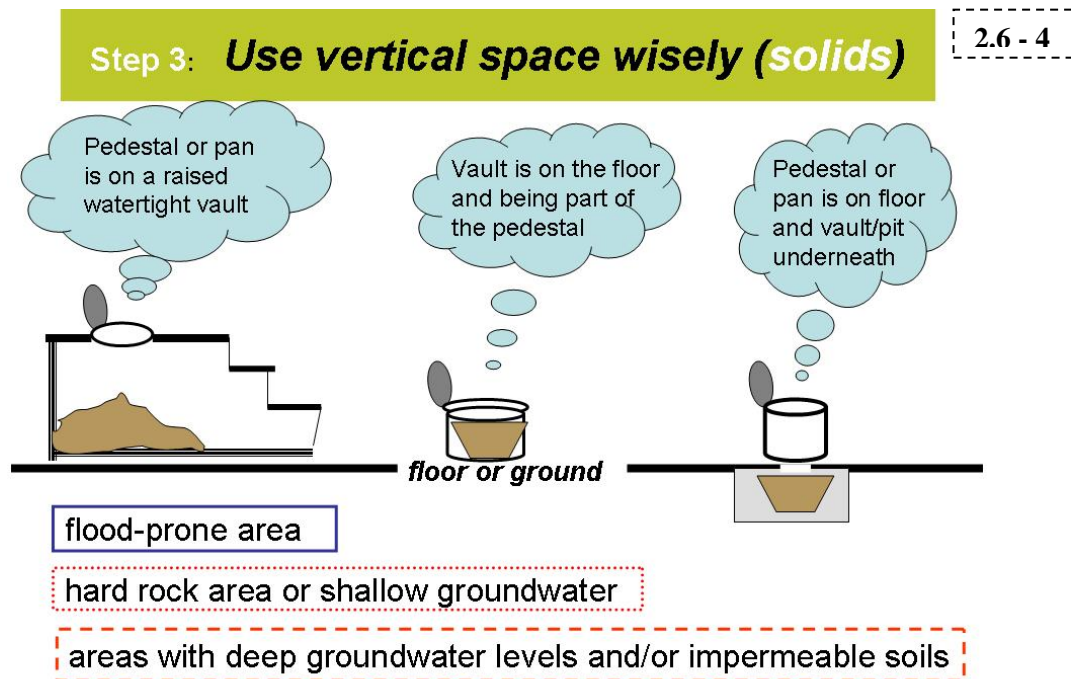 2.6 - 4
Step 3: Use vertical space wisely (solids)
Pedestal or pan
is on a raised
watertight vault
Vault is on the floor
and being part of
the pedestal
Pedestal or
pan is on floor
and vault/pit
underneath
floor or ground
flood-prone area
hard rock area or shallow groundwater
areas with deep groundwater levels and/or impermeable soils